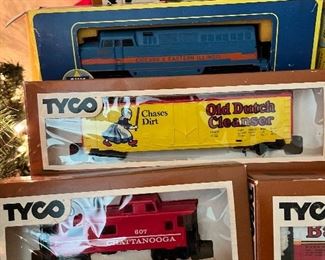 CHICAGO & EASTERN ILLINOIS
TYCO
Chases
Dirt
Old Dutch
Cleanser
TYCO
607
CHATTANOOGA
TYCO